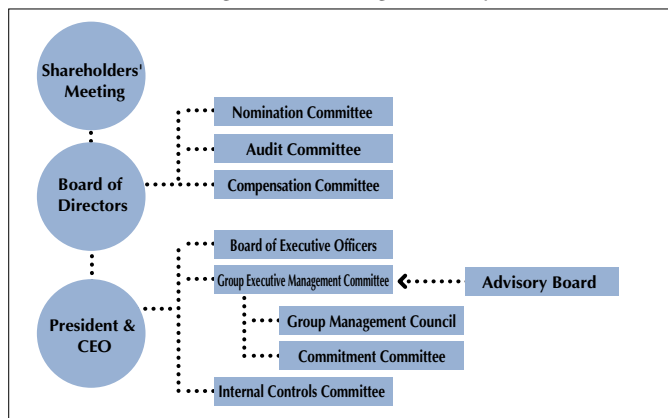 Shareholders'
Meeting
Nomination Committee
Audit Committee
Board of
Directors
Compensation Committee
Board of Executive Officers
Group Executive Management Committee
Advisory Board
President &
CEO
Group Management Council
Commitment Committee
Internal Controls Committee